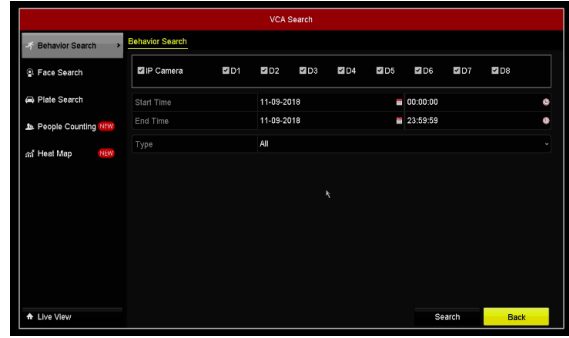 VCA Search
Behavior Search >
Face Search
Plate Search
People Counting NEW
Heat Map NEW
Live View
Behavior Search
IP Camera D1 D2 D3 D4 D5 D6 D7 D8
Start Time 11-09-2018 00:00:00
End Time 11-09-2018 23:59:59
Type All
Search Back